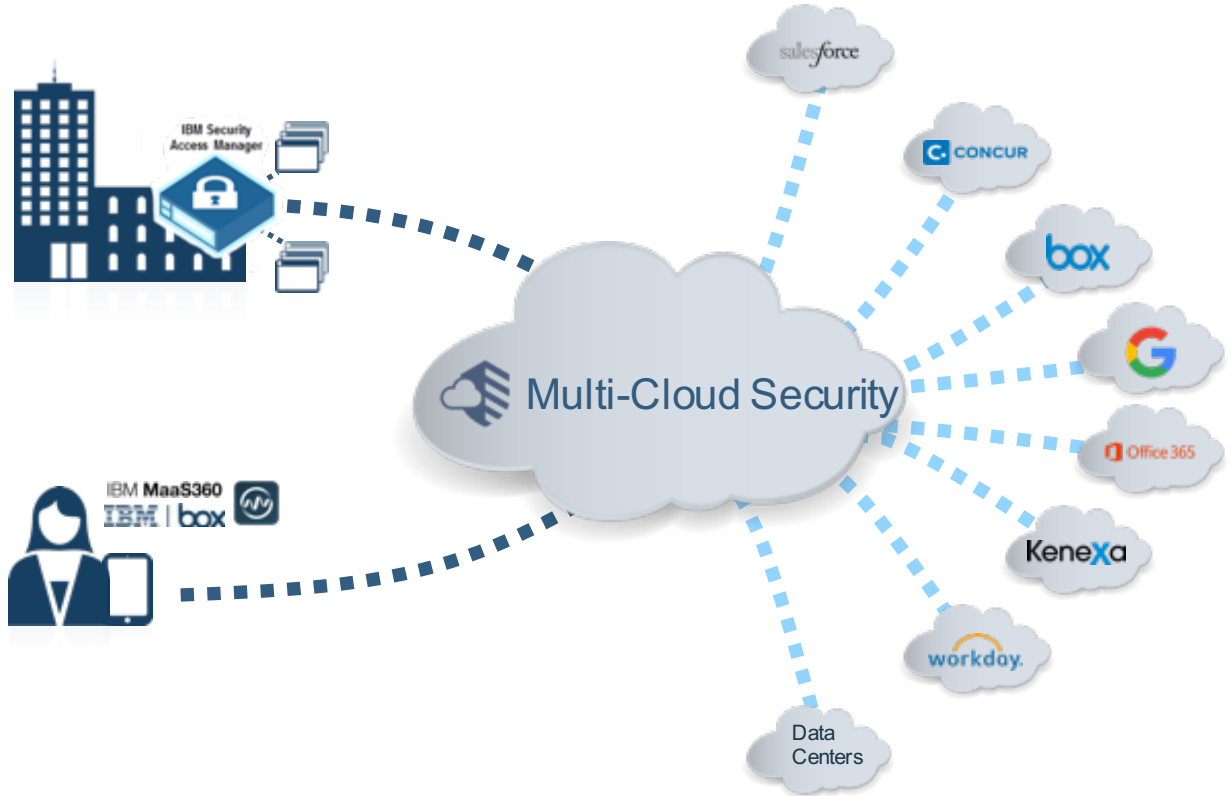 salesforce
IBM Security
Access Manager
C. CONCUR
box
G
Multi-Cloud Security
Office 365
IBM MaaS360
IBM | box
Kenexa
workday.
Data
Centers